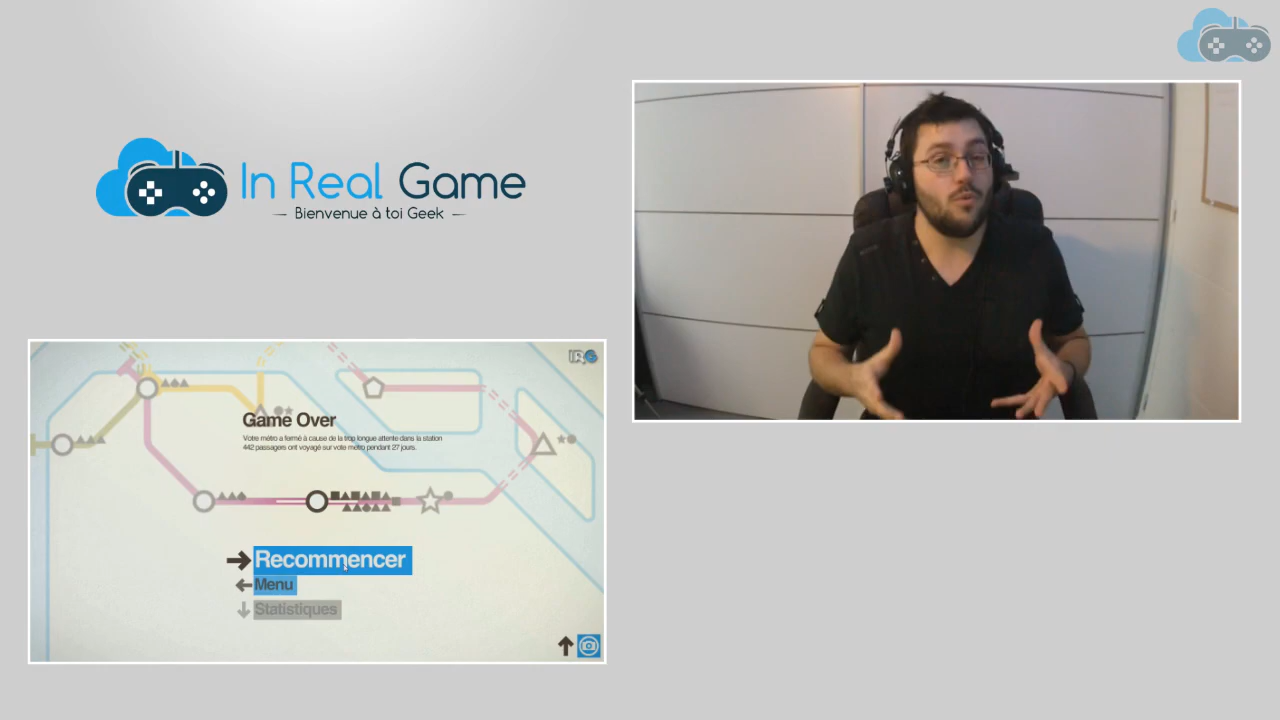 In Real Game
Bienvenue à toi Geek
IRG
Game Over
Votre métro a fermé à cause de la trop longue attente dans la station
442 passagers ont voyagé sur votre métro pendant 27 jours.
Recommencer
Menu
Statistiques